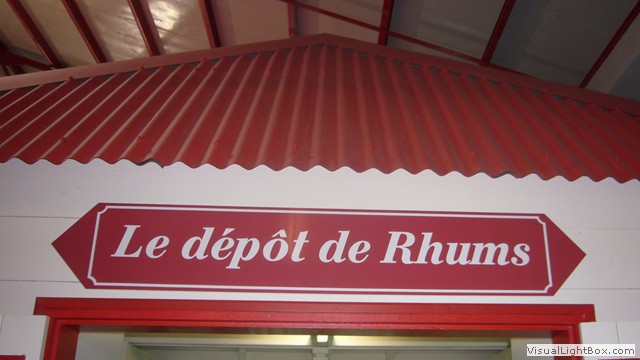 Le dépôt de Rhums
VisualLightBox.com